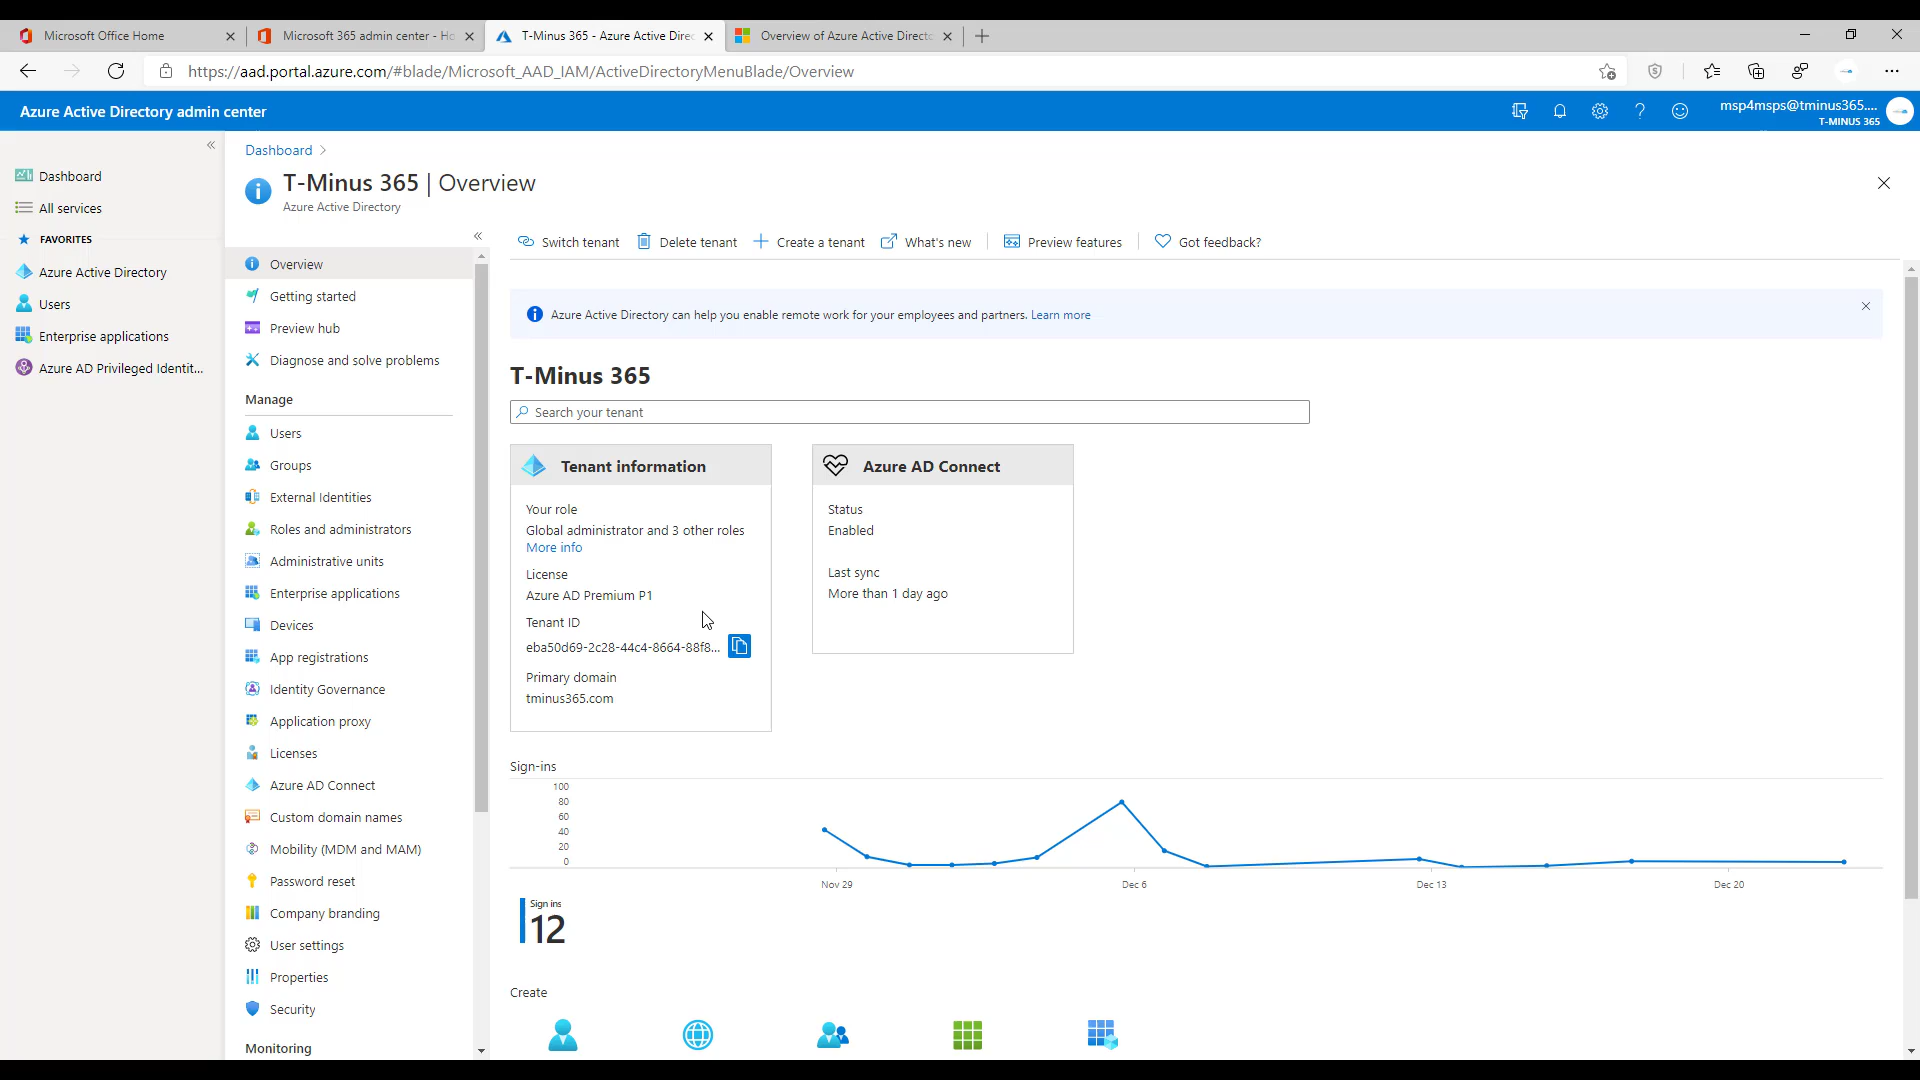 Microsoft Office Home
Microsoft 365 admin center - Ho
T-Minus 365 - Azure Active Direc
Overview of Azure Active Directo
https://aad.portal.azure.com/#blade/Microsoft_AAD_IAM/ActiveDirectoryMenuBlade/Overview
Azure Active Directory admin center
msp4msps@tminus365....
T-MINUS 365
Dashboard
All services
FAVORITES
Azure Active Directory
Users
Enterprise applications
Azure AD Privileged Identit...
Dashboard >
T-Minus 365 | Overview
Azure Active Directory
Overview
Getting started
Preview hub
Diagnose and solve problems
Manage
Users
Groups
External Identities
Roles and administrators
Administrative units
Enterprise applications
Devices
App registrations
Identity Governance
Application proxy
Licenses
Azure AD Connect
Custom domain names
Mobility (MDM and MAM)
Password reset
Company branding
User settings
Properties
Security
Monitoring
Switch tenant
Delete tenant
Create a tenant
What's new
Preview features
Got feedback?
Azure Active Directory can help you enable remote work for your employees and partners. Learn more
T-Minus 365
Search your tenant
Tenant information
Your role
Global administrator and 3 other roles
More info
License
Azure AD Premium P1
Tenant ID
eba50d69-2c28-44c4-8664-88f8...
Primary domain
tminus365.com
Azure AD Connect
Status
Enabled
Last sync
More than 1 day ago
Sign-ins
100
80
60
40
20
0
Nov 29
Dec 6
Dec 13
Dec 20
Sign ins
12
Create